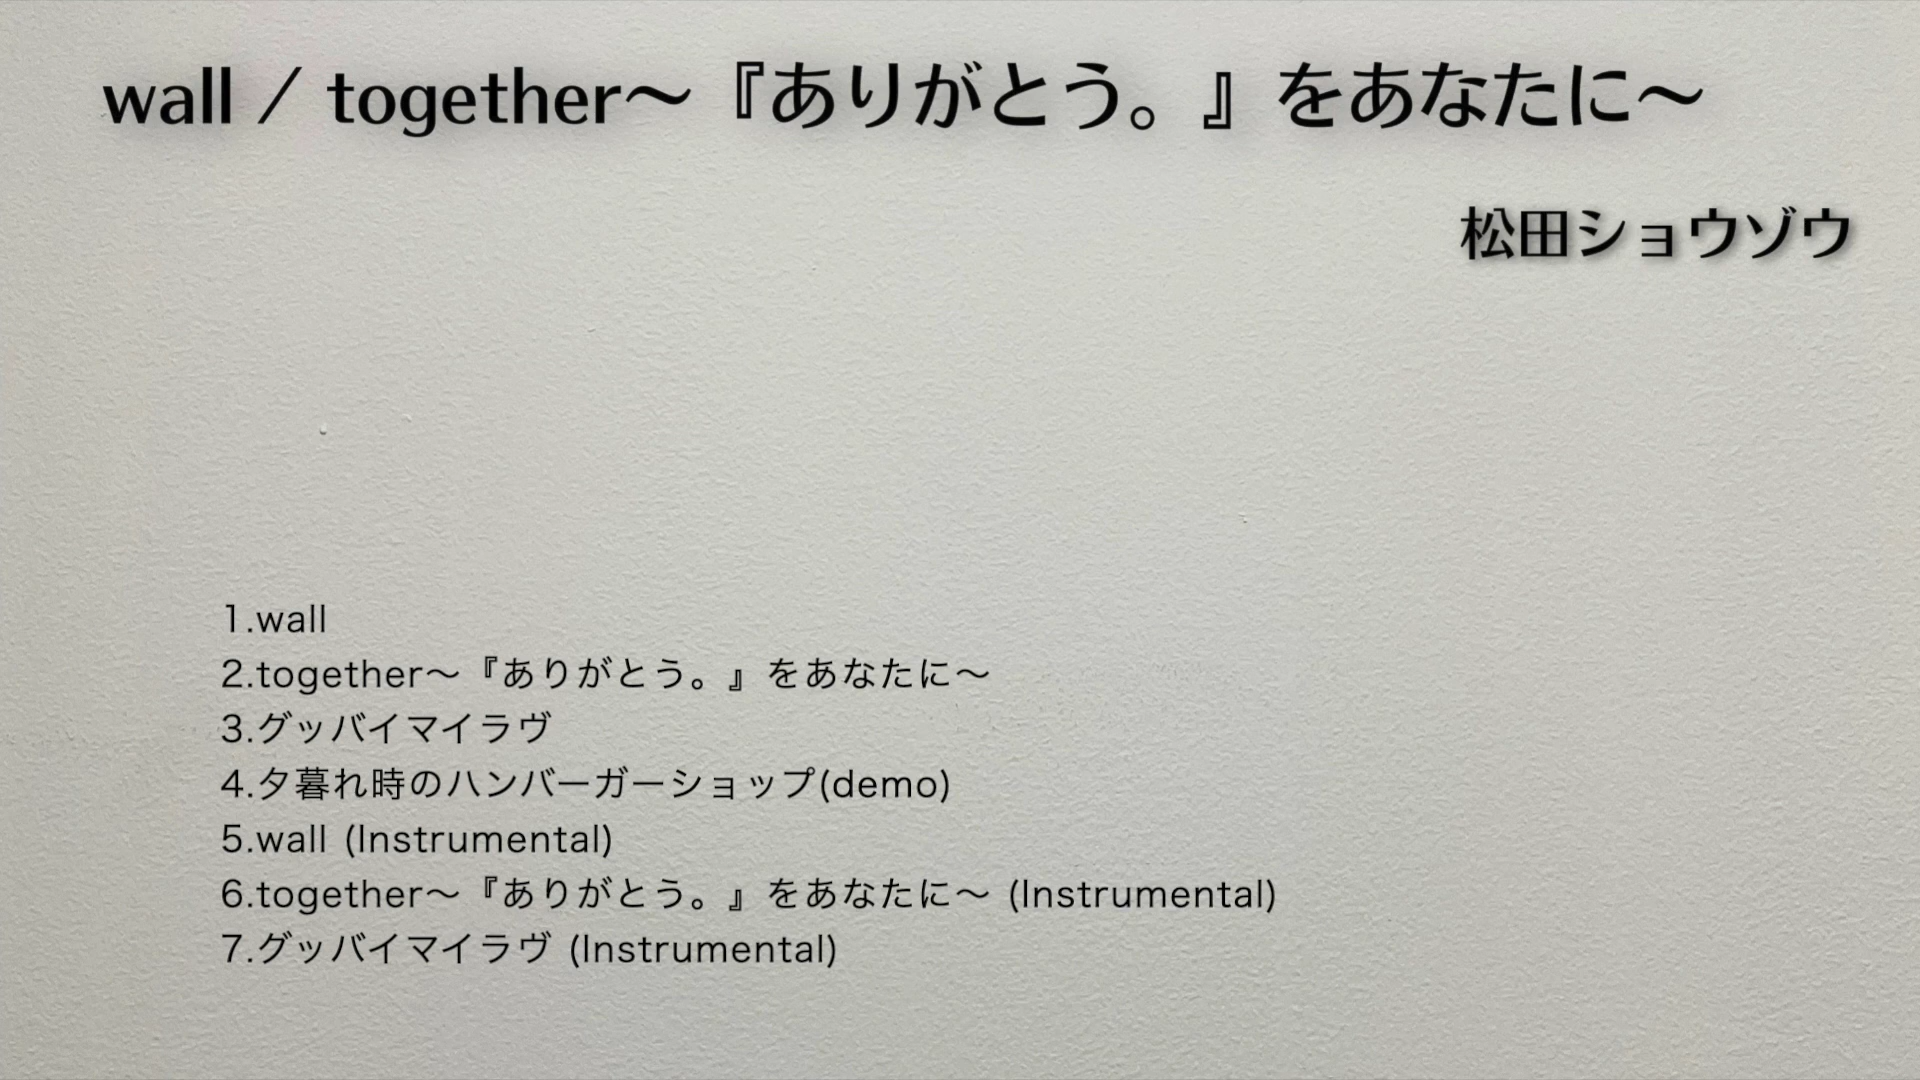 wall / together〜『ありがとう。』をあなたに〜
松田ショウゾウ
1.wall
2.together〜『ありがとう。』をあなたに〜
3.グッバイマイラヴ
4.夕暮れ時のハンバーガーショップ(demo)
5.wall (Instrumental)
6.together〜『ありがとう。』をあなたに〜 (Instrumental)
7.グッバイマイラヴ (Instrumental)